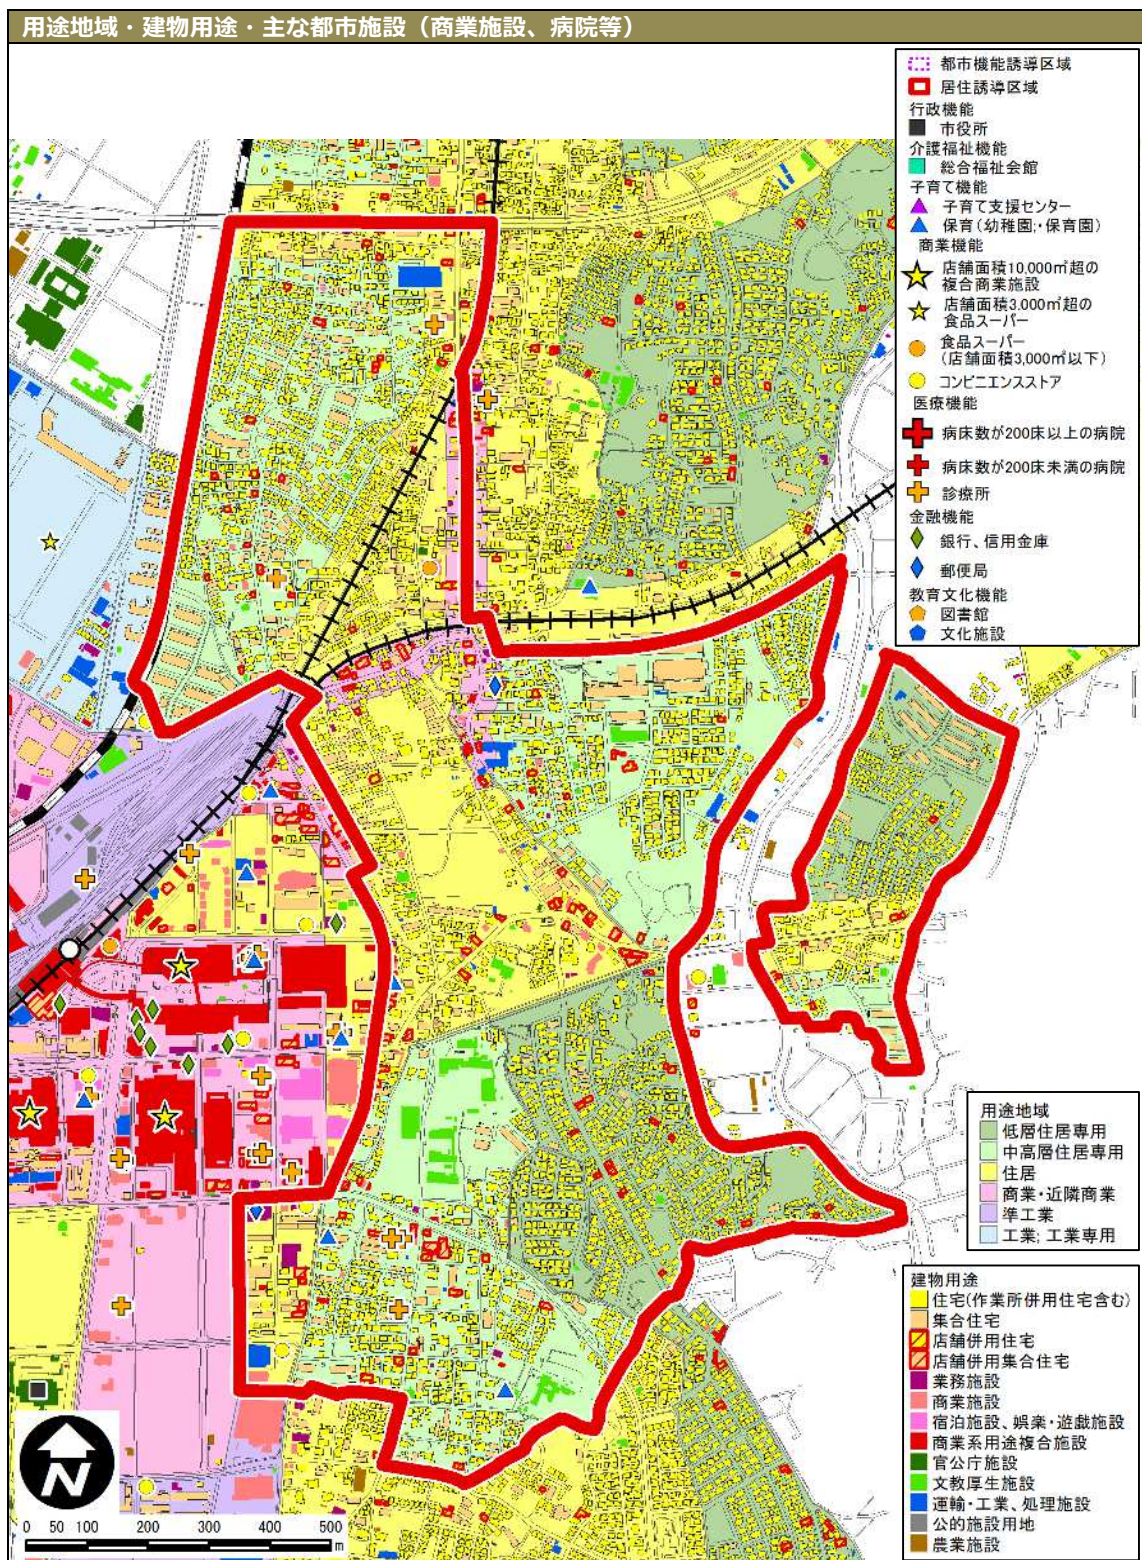 用途地域・建物用途・主な都市施設（商業施設、病院等）
都市機能誘導区域
居住誘導区域
行政機能
市役所
介護福祉機能
総合福祉会館
子育て機能
子育て支援センター
保育(幼稚園･保育園)
商業機能
店舗面積10,000㎡超の
複合商業施設
店舗面積3,000㎡超の
食品スーパー
食品スーパー
(店舗面積3,000㎡以下)
コンビニエンスストア
医療機能
病床数が200床以上の病院
病床数が200床未満の病院
診療所
金融機能
銀行、信用金庫
郵便局
教育文化機能
図書館
文化施設
用途地域
低層住居専用
中高層住居専用
住居
商業・近隣商業
準工業
工業;工業専用
建物用途
住宅(作業所併用住宅含む)
集合住宅
店舗併用住宅
店舗併用集合住宅
業務施設
商業施設
宿泊施設、娯楽・遊戯施設
商業系用途複合施設
官公庁施設
文教厚生施設
運輸・工業、処理施設
公的施設用地
農業施設
N
0 50 100 200 300 400 500
m